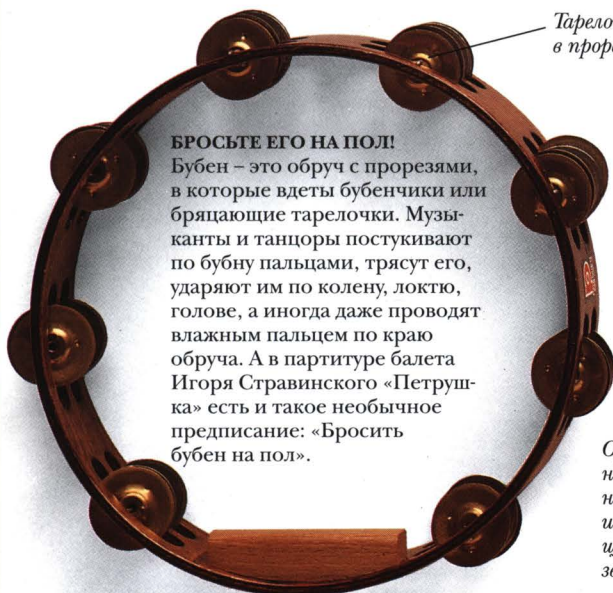 в
БРОСЬТЕ ЕГО НА ПОЛ!
Бубен – это обруч с прорезями,
в которые вдеты бубенчики или
бряцающие тарелочки. Музы-
канты и танцоры постукивают
по бубну пальцами, трясут его,
ударяют им по колену, локтю,
голове, а иногда даже проводят
влажным пальцем по краю
обруча. А в партитуре балета
Игоря Стравинского «Петруш-
ка» есть и такое необычное
предписание: «Бросить
бубен на пол».